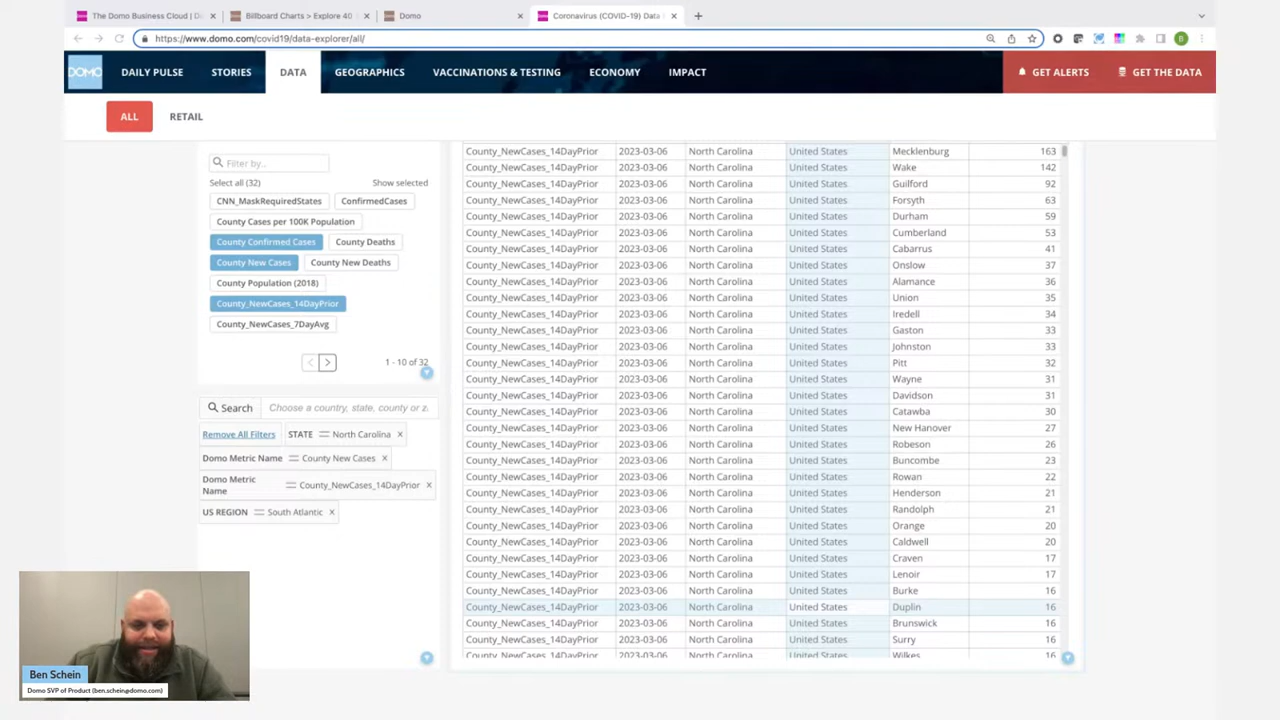 The Domo Business Cloud | D
Billboard Charts > Explore 40
Domo
Coronavirus (COVID-19) Data
https://www.domo.com/covid19/data-explorer/all/
B
DOMO
DAILY PULSE
STORIES
DATA
GEOGRAPHICS
VACCINATIONS & TESTING
ECONOMY
IMPACT
GET ALERTS
GET THE DATA
ALL
RETAIL
Filter by..
Select all (32)
Show selected
CNN_MaskRequiredStates
ConfirmedCases
County Cases per 100K Population
County Confirmed Cases
County Deaths
County New Cases
County New Deaths
County Population (2018)
County_NewCases_14DayPrior
County_NewCases_7DayAvg
1 - 10 of 32
Search
Choose a country, state, county or z.
Remove All Filters
STATE = North Carolina ×
Domo Metric Name = County New Cases ×
Domo Metric
Name
= County_NewCases_14DayPrior ×
US REGION = South Atlantic ×
County_NewCases_14DayPrior 2023-03-06 North Carolina United States Mecklenburg 163
County_NewCases_14DayPrior 2023-03-06 North Carolina United States Wake 142
County_NewCases_14DayPrior 2023-03-06 North Carolina United States Guilford 92
County_NewCases_14DayPrior 2023-03-06 North Carolina United States Forsyth 63
County_NewCases_14DayPrior 2023-03-06 North Carolina United States Durham 59
County_NewCases_14DayPrior 2023-03-06 North Carolina United States Cumberland 53
County_NewCases_14DayPrior 2023-03-06 North Carolina United States Cabarrus 41
County_NewCases_14DayPrior 2023-03-06 North Carolina United States Onslow 37
County_NewCases_14DayPrior 2023-03-06 North Carolina United States Alamance 36
County_NewCases_14DayPrior 2023-03-06 North Carolina United States Union 35
County_NewCases_14DayPrior 2023-03-06 North Carolina United States Iredell 34
County_NewCases_14DayPrior 2023-03-06 North Carolina United States Gaston 33
County_NewCases_14DayPrior 2023-03-06 North Carolina United States Johnston 33
County_NewCases_14DayPrior 2023-03-06 North Carolina United States Pitt 32
County_NewCases_14DayPrior 2023-03-06 North Carolina United States Wayne 31
County_NewCases_14DayPrior 2023-03-06 North Carolina United States Davidson 31
County_NewCases_14DayPrior 2023-03-06 North Carolina United States Catawba 30
County_NewCases_14DayPrior 2023-03-06 North Carolina United States New Hanover 27
County_NewCases_14DayPrior 2023-03-06 North Carolina United States Robeson 26
County_NewCases_14DayPrior 2023-03-06 North Carolina United States Buncombe 23
County_NewCases_14DayPrior 2023-03-06 North Carolina United States Rowan 22
County_NewCases_14DayPrior 2023-03-06 North Carolina United States Henderson 21
County_NewCases_14DayPrior 2023-03-06 North Carolina United States Randolph 21
County_NewCases_14DayPrior 2023-03-06 North Carolina United States Orange 20
County_NewCases_14DayPrior 2023-03-06 North Carolina United States Caldwell 20
County_NewCases_14DayPrior 2023-03-06 North Carolina United States Craven 17
County_NewCases_14DayPrior 2023-03-06 North Carolina United States Lenoir 17
County_NewCases_14DayPrior 2023-03-06 North Carolina United States Burke 16
County_NewCases_14DayPrior 2023-03-06 North Carolina United States Duplin 16
County_NewCases_14DayPrior 2023-03-06 North Carolina United States Brunswick 16
County_NewCases_14DayPrior 2023-03-06 North Carolina United States Surry 16
County_NewCases_14DayPrior 2023-03-06 North Carolina United States Wilkes 16
Ben Schein
Domo SVP of Product (ben.schein@domo.com)